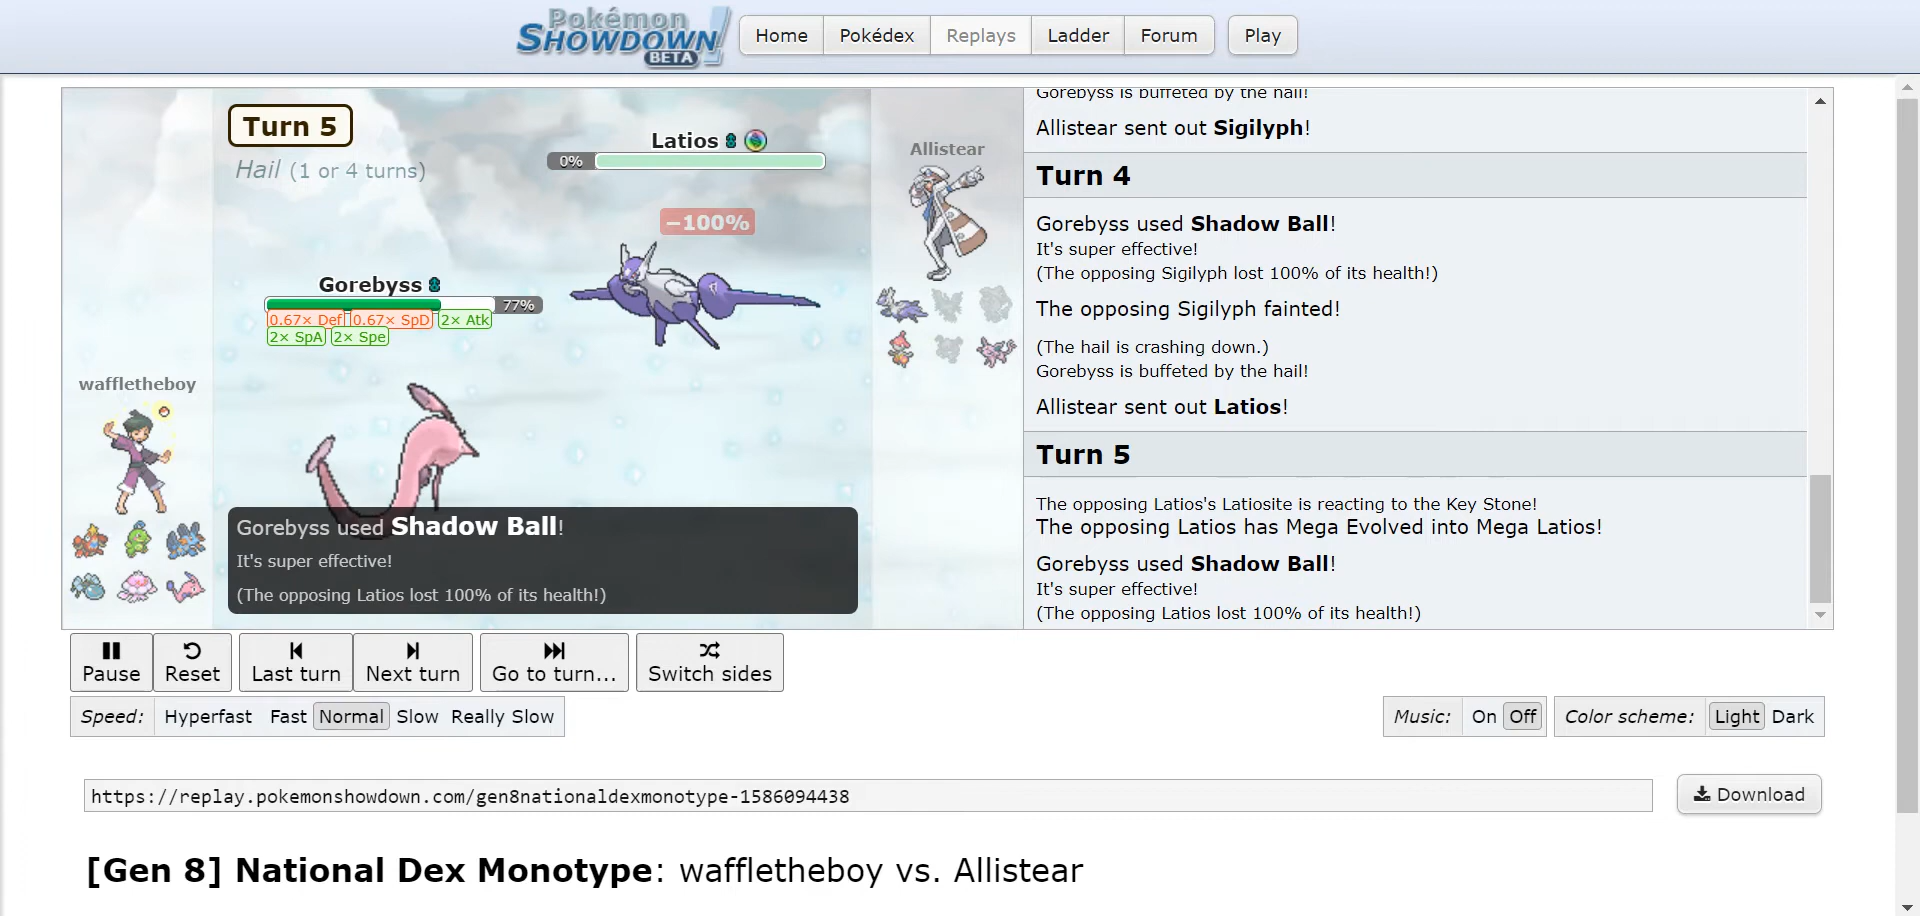 Pokémon
SHOWDOWN!
BETA
Home
Pokédex
Replays
Ladder
Forum
Play
Turn 5
Hail (1 or 4 turns)
Latios
0%
−100%
Gorebyss
77%
0.67× Def 0.67× SpD 2× Atk
2× SpA 2× Spe
waffletheboy
Allistear
Gorebyss used Shadow Ball!
It's super effective!
(The opposing Latios lost 100% of its health!)
Gorebyss is buffeted by the hail!
Allistear sent out Sigilyph!
Turn 4
Gorebyss used Shadow Ball!
It's super effective!
(The opposing Sigilyph lost 100% of its health!)
The opposing Sigilyph fainted!
(The hail is crashing down.)
Gorebyss is buffeted by the hail!
Allistear sent out Latios!
Turn 5
The opposing Latios's Latiosite is reacting to the Key Stone!
The opposing Latios has Mega Evolved into Mega Latios!
Gorebyss used Shadow Ball!
It's super effective!
(The opposing Latios lost 100% of its health!)
Pause
Reset
Last turn
Next turn
Go to turn...
Switch sides
Speed: Hyperfast Fast Normal Slow Really Slow
Music: On Off
Color scheme: Light Dark
https://replay.pokemonshowdown.com/gen8nationaldexmonotype-1586094438
Download
[Gen 8] National Dex Monotype: waffletheboy vs. Allistear